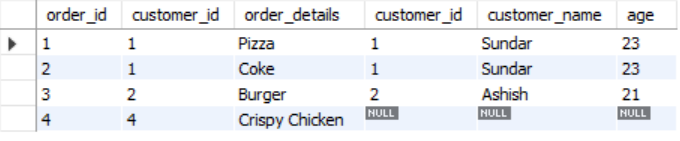 order_id customer_id order_details customer_id customer_name age
1 1 Pizza 1 Sundar 23
2 1 Coke 1 Sundar 23
3 2 Burger 2 Ashish 21
4 4 Crispy Chicken NULL NULL NULL